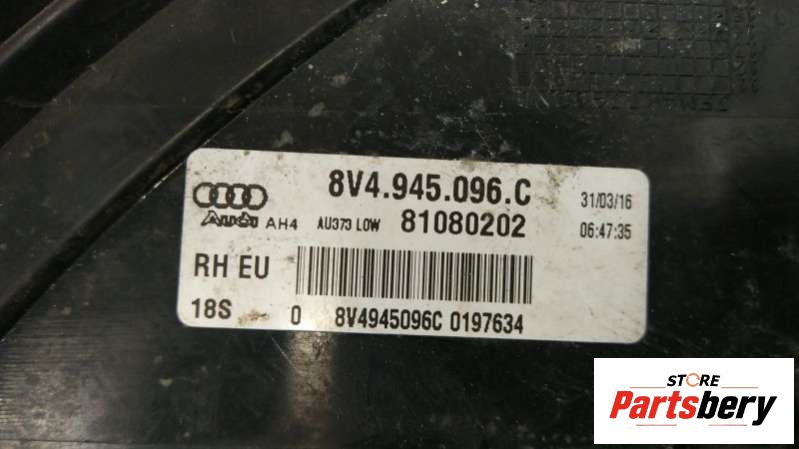 8V4.945.096.C
31/03/16
Audi AH4 AU373 LOW 81080202
06:47:35
RH EU
18S 0 8V4945096C 0197634
STORE
Partsbery